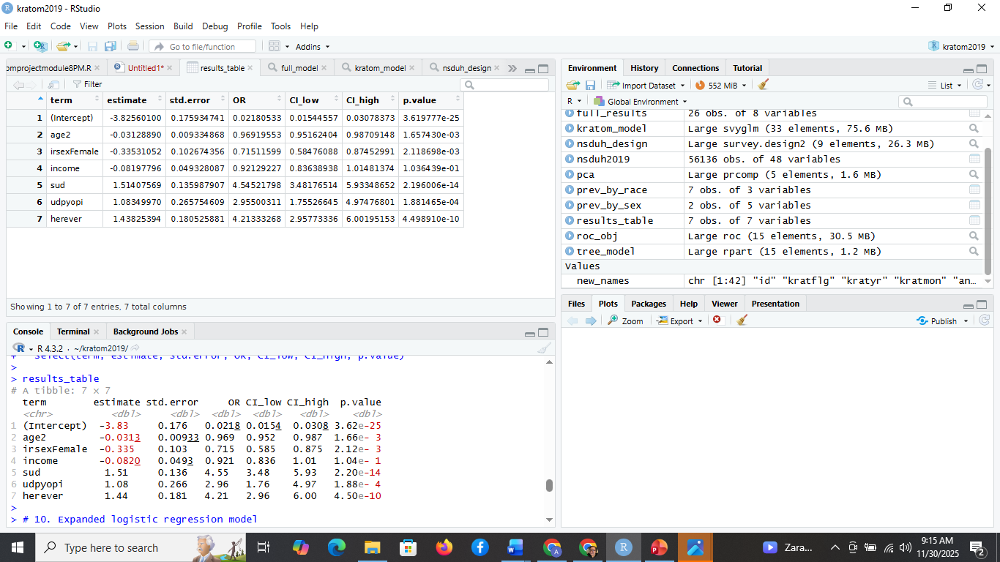 kratom2019 - RStudio
File Edit Code View Plots Session Build Debug Profile Tools Help
Go to file/function Addins kratom2019
omprojectmodule8PM.R Untitled1* results_table full_model kratom_model nsduh_design
Filter
term estimate std.error OR CI_low CI_high p.value
1 (Intercept) -3.82560100 0.175934741 0.02180533 0.01544557 0.03078373 3.619777e-25
2 age2 -0.03128890 0.009334868 0.96919553 0.95162404 0.98709148 1.657430e-03
3 irsexFemale -0.33531052 0.102674356 0.71511599 0.58476088 0.87452991 2.118698e-03
4 income -0.08197796 0.049328087 0.92129227 0.83638938 1.01481374 1.036439e-01
5 sud 1.51407569 0.135987907 4.54521798 3.48176514 5.93348652 2.196006e-14
6 udpyopi 1.08349970 0.265754609 2.95500311 1.75526645 4.97476801 1.881465e-04
7 herever 1.43825394 0.180525881 4.21333268 2.95773336 6.00195153 4.498910e-10
Showing 1 to 7 of 7 entries, 7 total columns
Console Terminal Background Jobs
R 4.3.2 · ~/kratom2019/
+ select(term, estimate, std.error, OR, CI_low, CI_high, p.value)
>
> results_table
# A tibble: 7 x 7
term estimate std.error OR CI_low CI_high p.value
<chr> <dbl> <dbl> <dbl> <dbl> <dbl> <dbl>
1 (Intercept) -3.83 0.176 0.0218 0.0154 0.0308 3.62e-25
2 age2 -0.0313 0.00933 0.969 0.952 0.987 1.66e- 3
3 irsexFemale -0.335 0.103 0.715 0.585 0.875 2.12e- 3
4 income -0.0820 0.0493 0.921 0.836 1.01 1.04e- 1
5 sud 1.51 0.136 4.55 3.48 5.93 2.20e-14
6 udpyopi 1.08 0.266 2.96 1.76 4.97 1.88e- 4
7 herever 1.44 0.181 4.21 2.96 6.00 4.50e-10
>
> # 10. Expanded logistic regression model
Environment History Connections Tutorial
Import Dataset 552 MiB List
R Global Environment
full_results 26 obs. of 8 variables
kratom_model Large svyglm (33 elements, 75.6 MB)
nsduh_design Large survey.design2 (9 elements, 26.3 MB)
nsduh2019 56136 obs. of 48 variables
pca Large prcomp (5 elements, 1.6 MB)
prev_by_race 7 obs. of 3 variables
prev_by_sex 2 obs. of 5 variables
results_table 7 obs. of 7 variables
roc_obj Large roc (15 elements, 30.5 MB)
tree_model Large rpart (15 elements, 1.2 MB)
Values
new_names chr [1:42] "id" "kratflg" "kratyr" "kratmon" "an…
Files Plots Packages Help Viewer Presentation
Zoom Export Publish
Type here to search Zara... 9:15 AM
11/30/2025 2